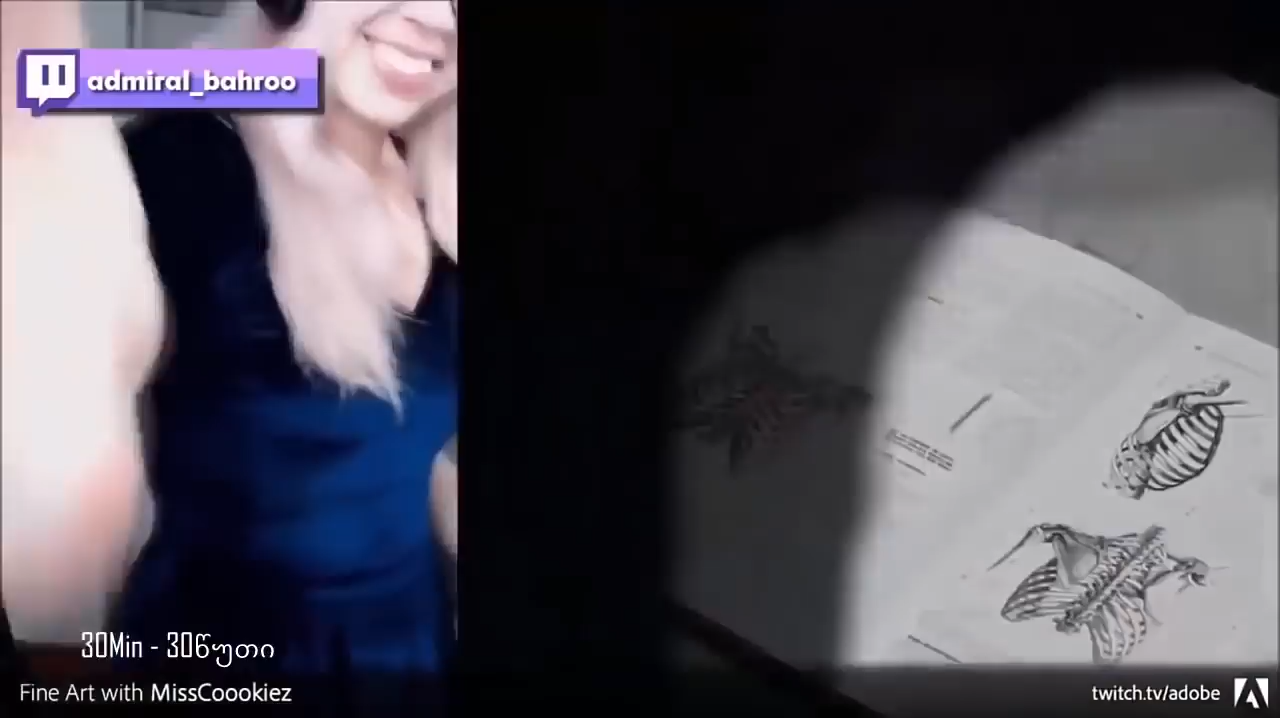 admiral_bahroo
30Min - 30წუთი
Fine Art with MissCoookiez
twitch.tv/adobe